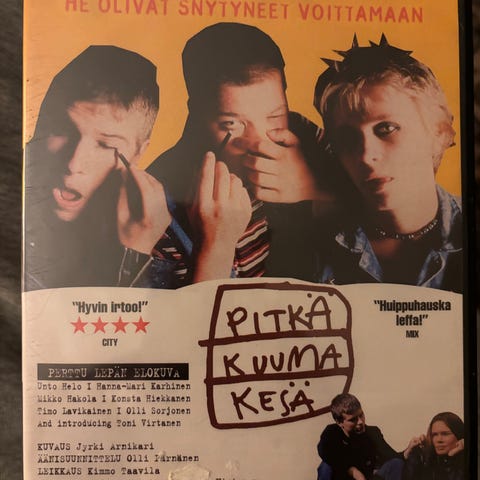 HE OLIVAT SNYTYNEET VOITTAMAAN
"Hyvin irtoo!"
★★★★
CITY
PITKÄ
KUUMA
KESÄ
"Huippuhauska
leffa!"
MIX
PERTTU LEPÄN ELOKUVA
Unto Helo I Hanna-Mari Karhinen
Mikko Hakola I Konsta Hiekkanen
Timo Lavikainen I Olli Sorjonen
And introducing Toni Virtanen
KUVAUS Jyrki Arnikari
ÄÄNISUUNNITTELU Olli Pärnänen
LEIKKAUS Kimmo Taavila